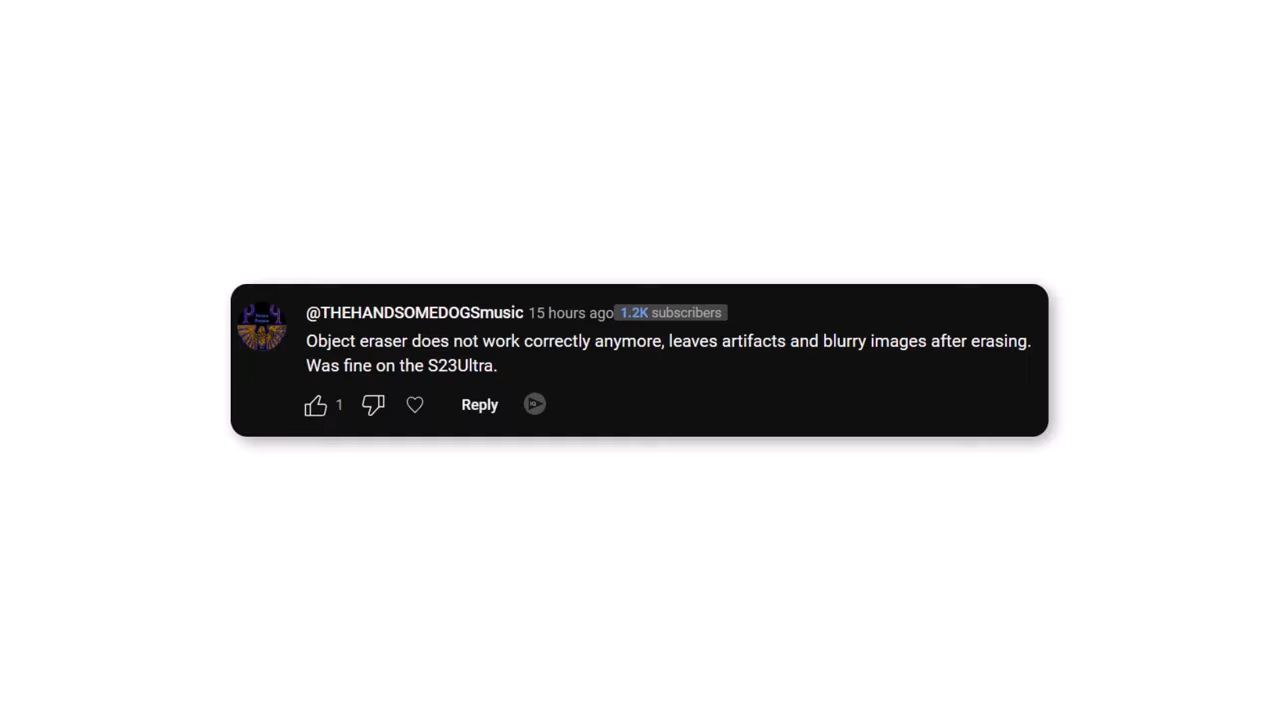 @THEHANDSOMEDOGSmusic 15 hours ago 1.2K subscribers
Object eraser does not work correctly anymore, leaves artifacts and blurry images after erasing.
Was fine on the S23Ultra.
1 Reply